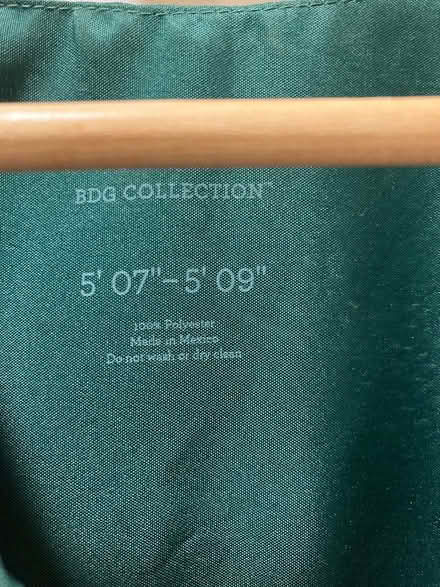 BDG COLLECTION™
5' 07"–5' 09"
100% Polyester
Made in Mexico
Do not wash or dry clean